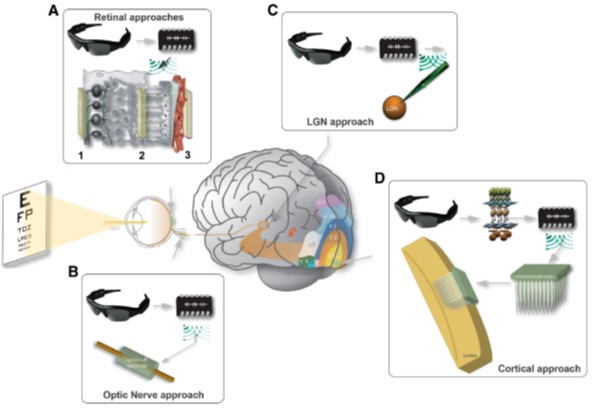 A
Retinal approaches
1 2 3
C
LGN
LGN approach
E
FP
TOZ
LPED
D
Cortical approach
B
Optic Nerve approach